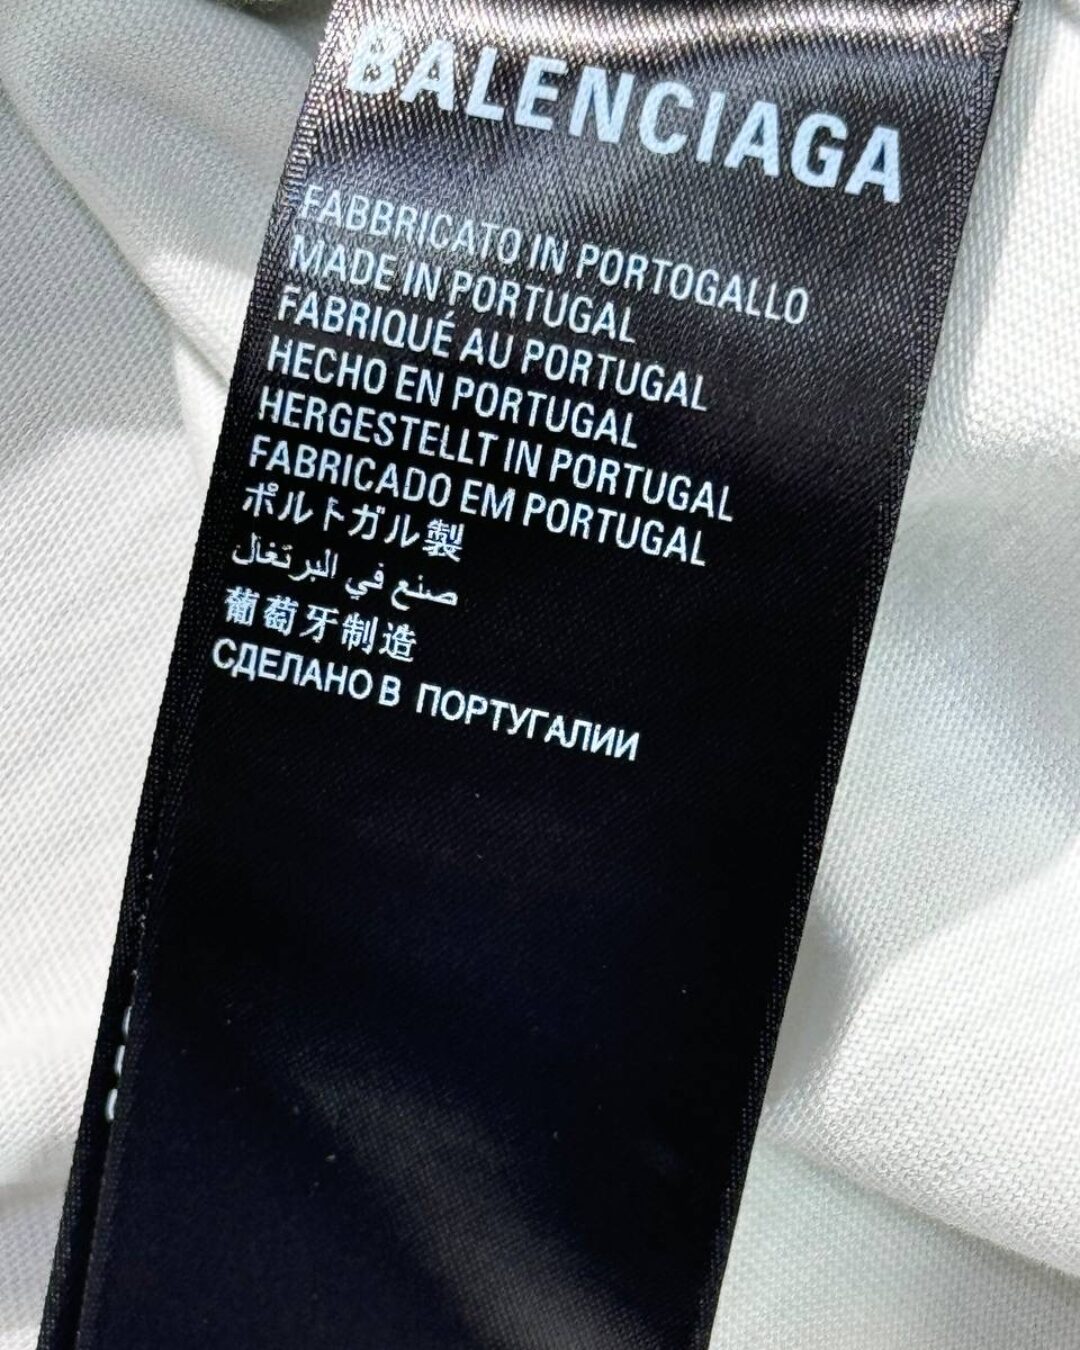 BALENCIAGA
FABBRICATO IN PORTOGALLO
MADE IN PORTUGAL
FABRIQUÉ AU PORTUGAL
HECHO EN PORTUGAL
HERGESTELLT IN PORTUGAL
FABRICADO EM PORTUGAL
ポルトガル製
صنع في البرتغال
葡萄牙制造
СДЕЛАНО В ПОРТУГАЛИИ